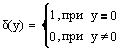 δ(y) = {1, при y = 0
0, при y ≠ 0